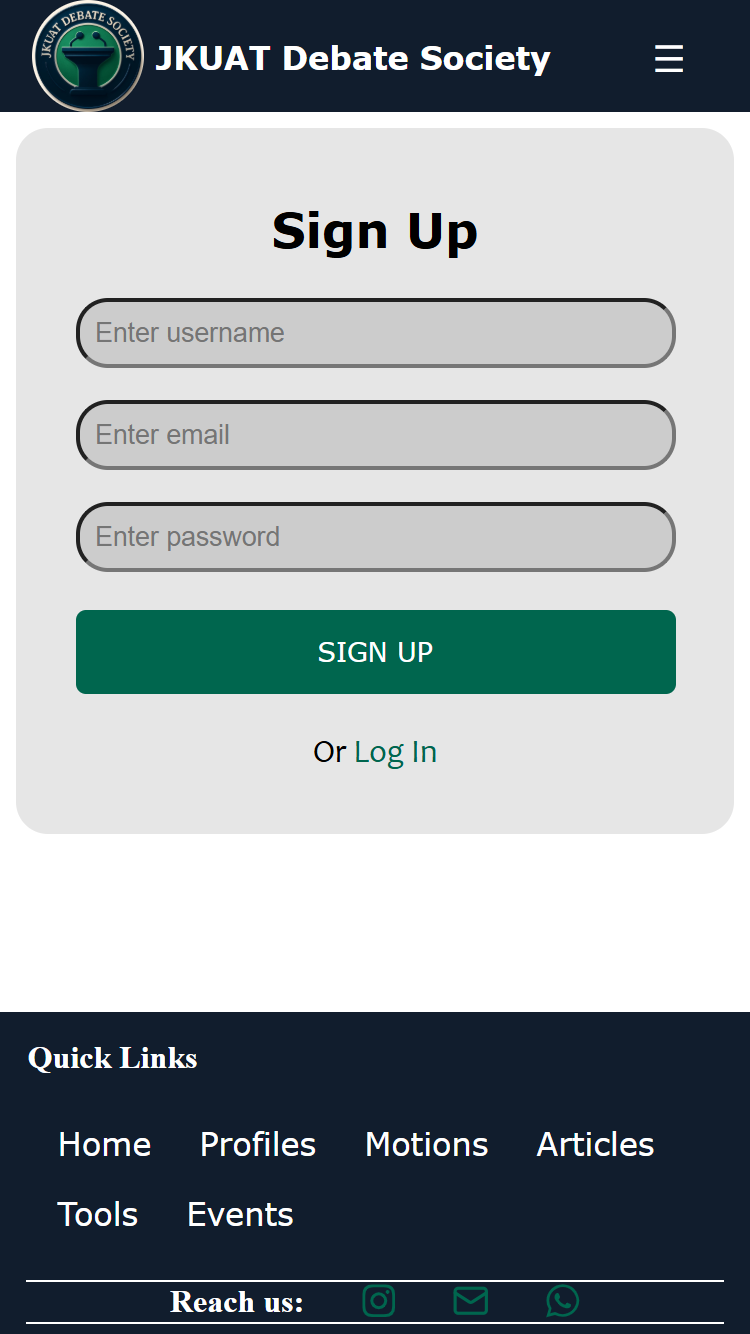 JKUAT DEBATE SOCIETY
JKUAT Debate Society
Sign Up
Enter username
Enter email
Enter password
SIGN UP
Or Log In
Quick Links
Home Profiles Motions Articles
Tools Events
Reach us: